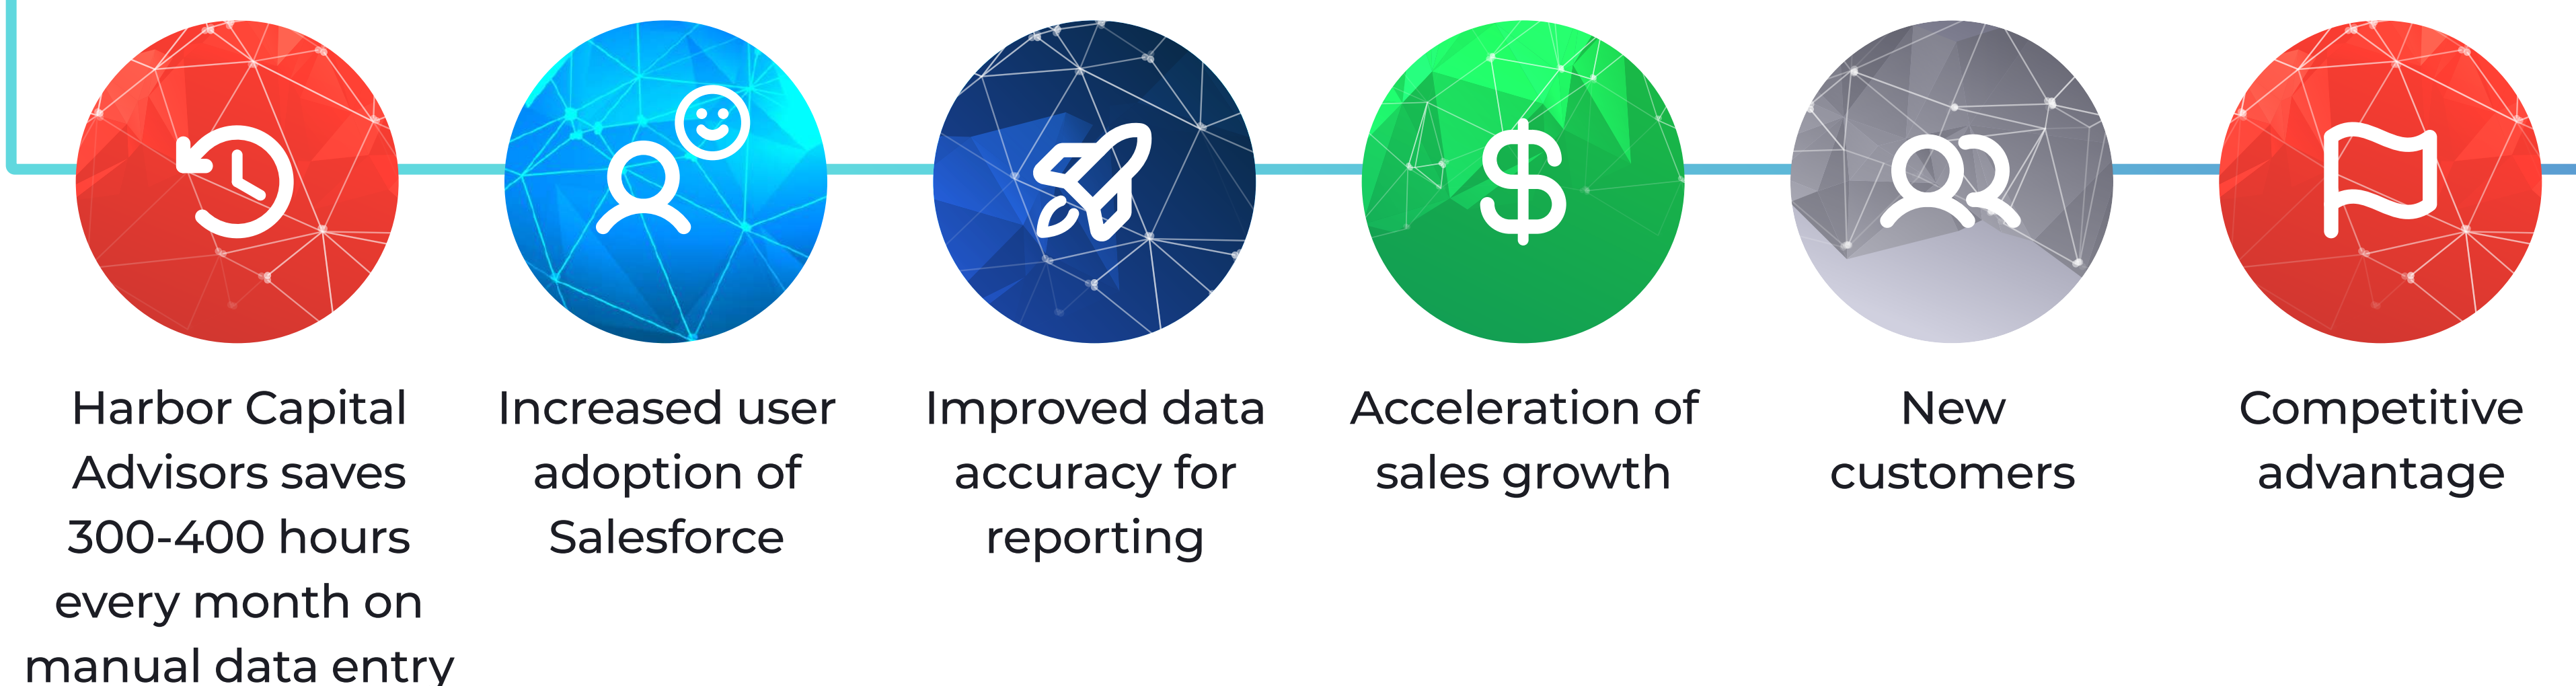 Harbor Capital
Advisors saves
300-400 hours
every month on
manual data entry
Increased user
adoption of
Salesforce
Improved data
accuracy for
reporting
Acceleration of
sales growth
New
customers
Competitive
advantage